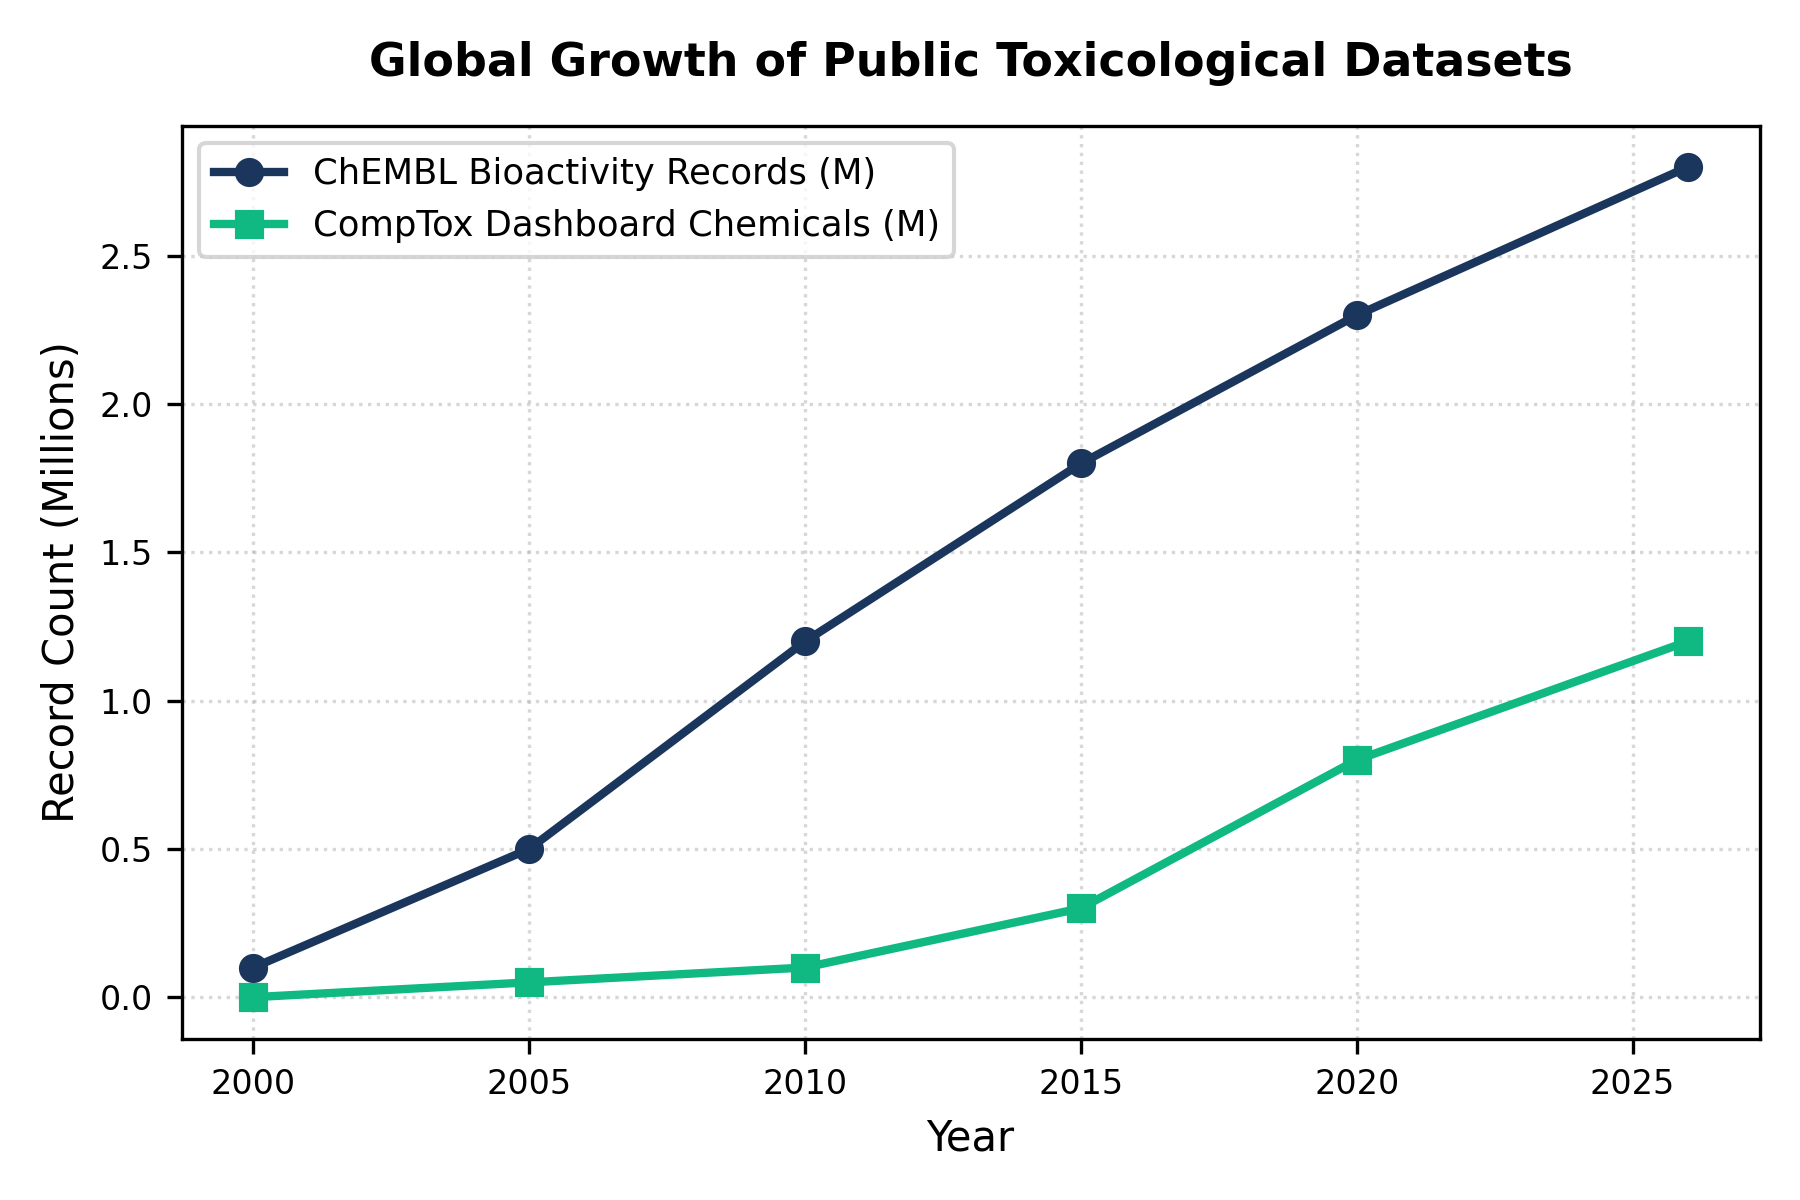 Global Growth of Public Toxicological Datasets
ChEMBL Bioactivity Records (M)
CompTox Dashboard Chemicals (M)
Record Count (Millions)
2.5
2.0
1.5
1.0
0.5
0.0
2000 2005 2010 2015 2020 2025
Year